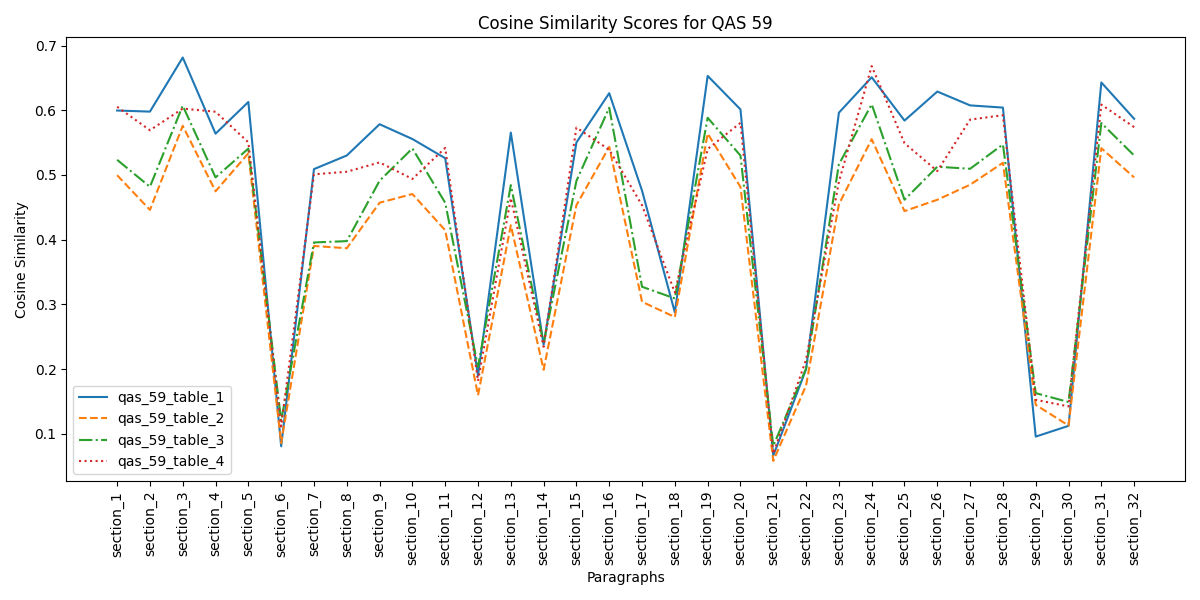 Cosine Similarity Scores for QAS 59
Cosine Similarity
0.7
0.6
0.5
0.4
0.3
0.2
0.1
qas_59_table_1
qas_59_table_2
qas_59_table_3
qas_59_table_4
section_1
section_2
section_3
section_4
section_5
section_6
section_7
section_8
section_9
section_10
section_11
section_12
section_13
section_14
section_15
section_16
section_17
section_18
section_19
section_20
section_21
section_22
section_23
section_24
section_25
section_26
section_27
section_28
section_29
section_30
section_31
section_32
Paragraphs